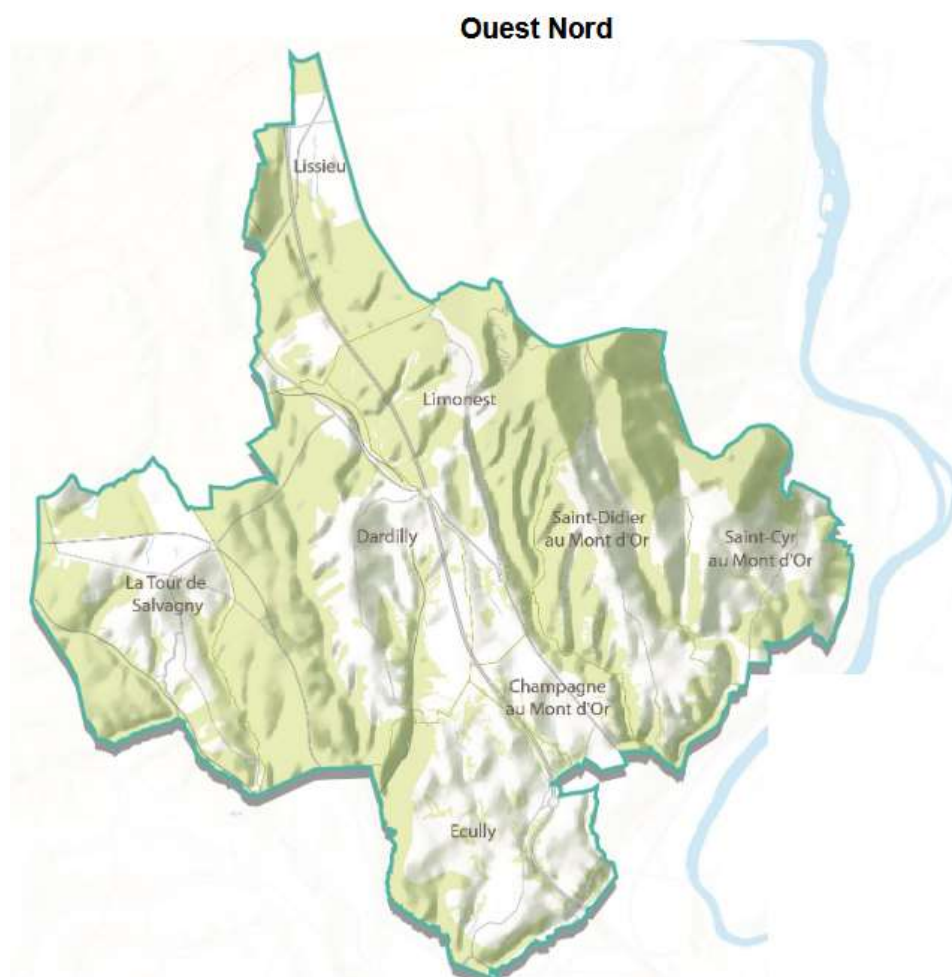 Ouest Nord
Lissieu
Limonest
Saint-Didier
au Mont d'Or
Dardilly
Saint-Cyr
au Mont d'Or
La Tour de
Salvagny
Champagne
au Mont d'Or
Ecully